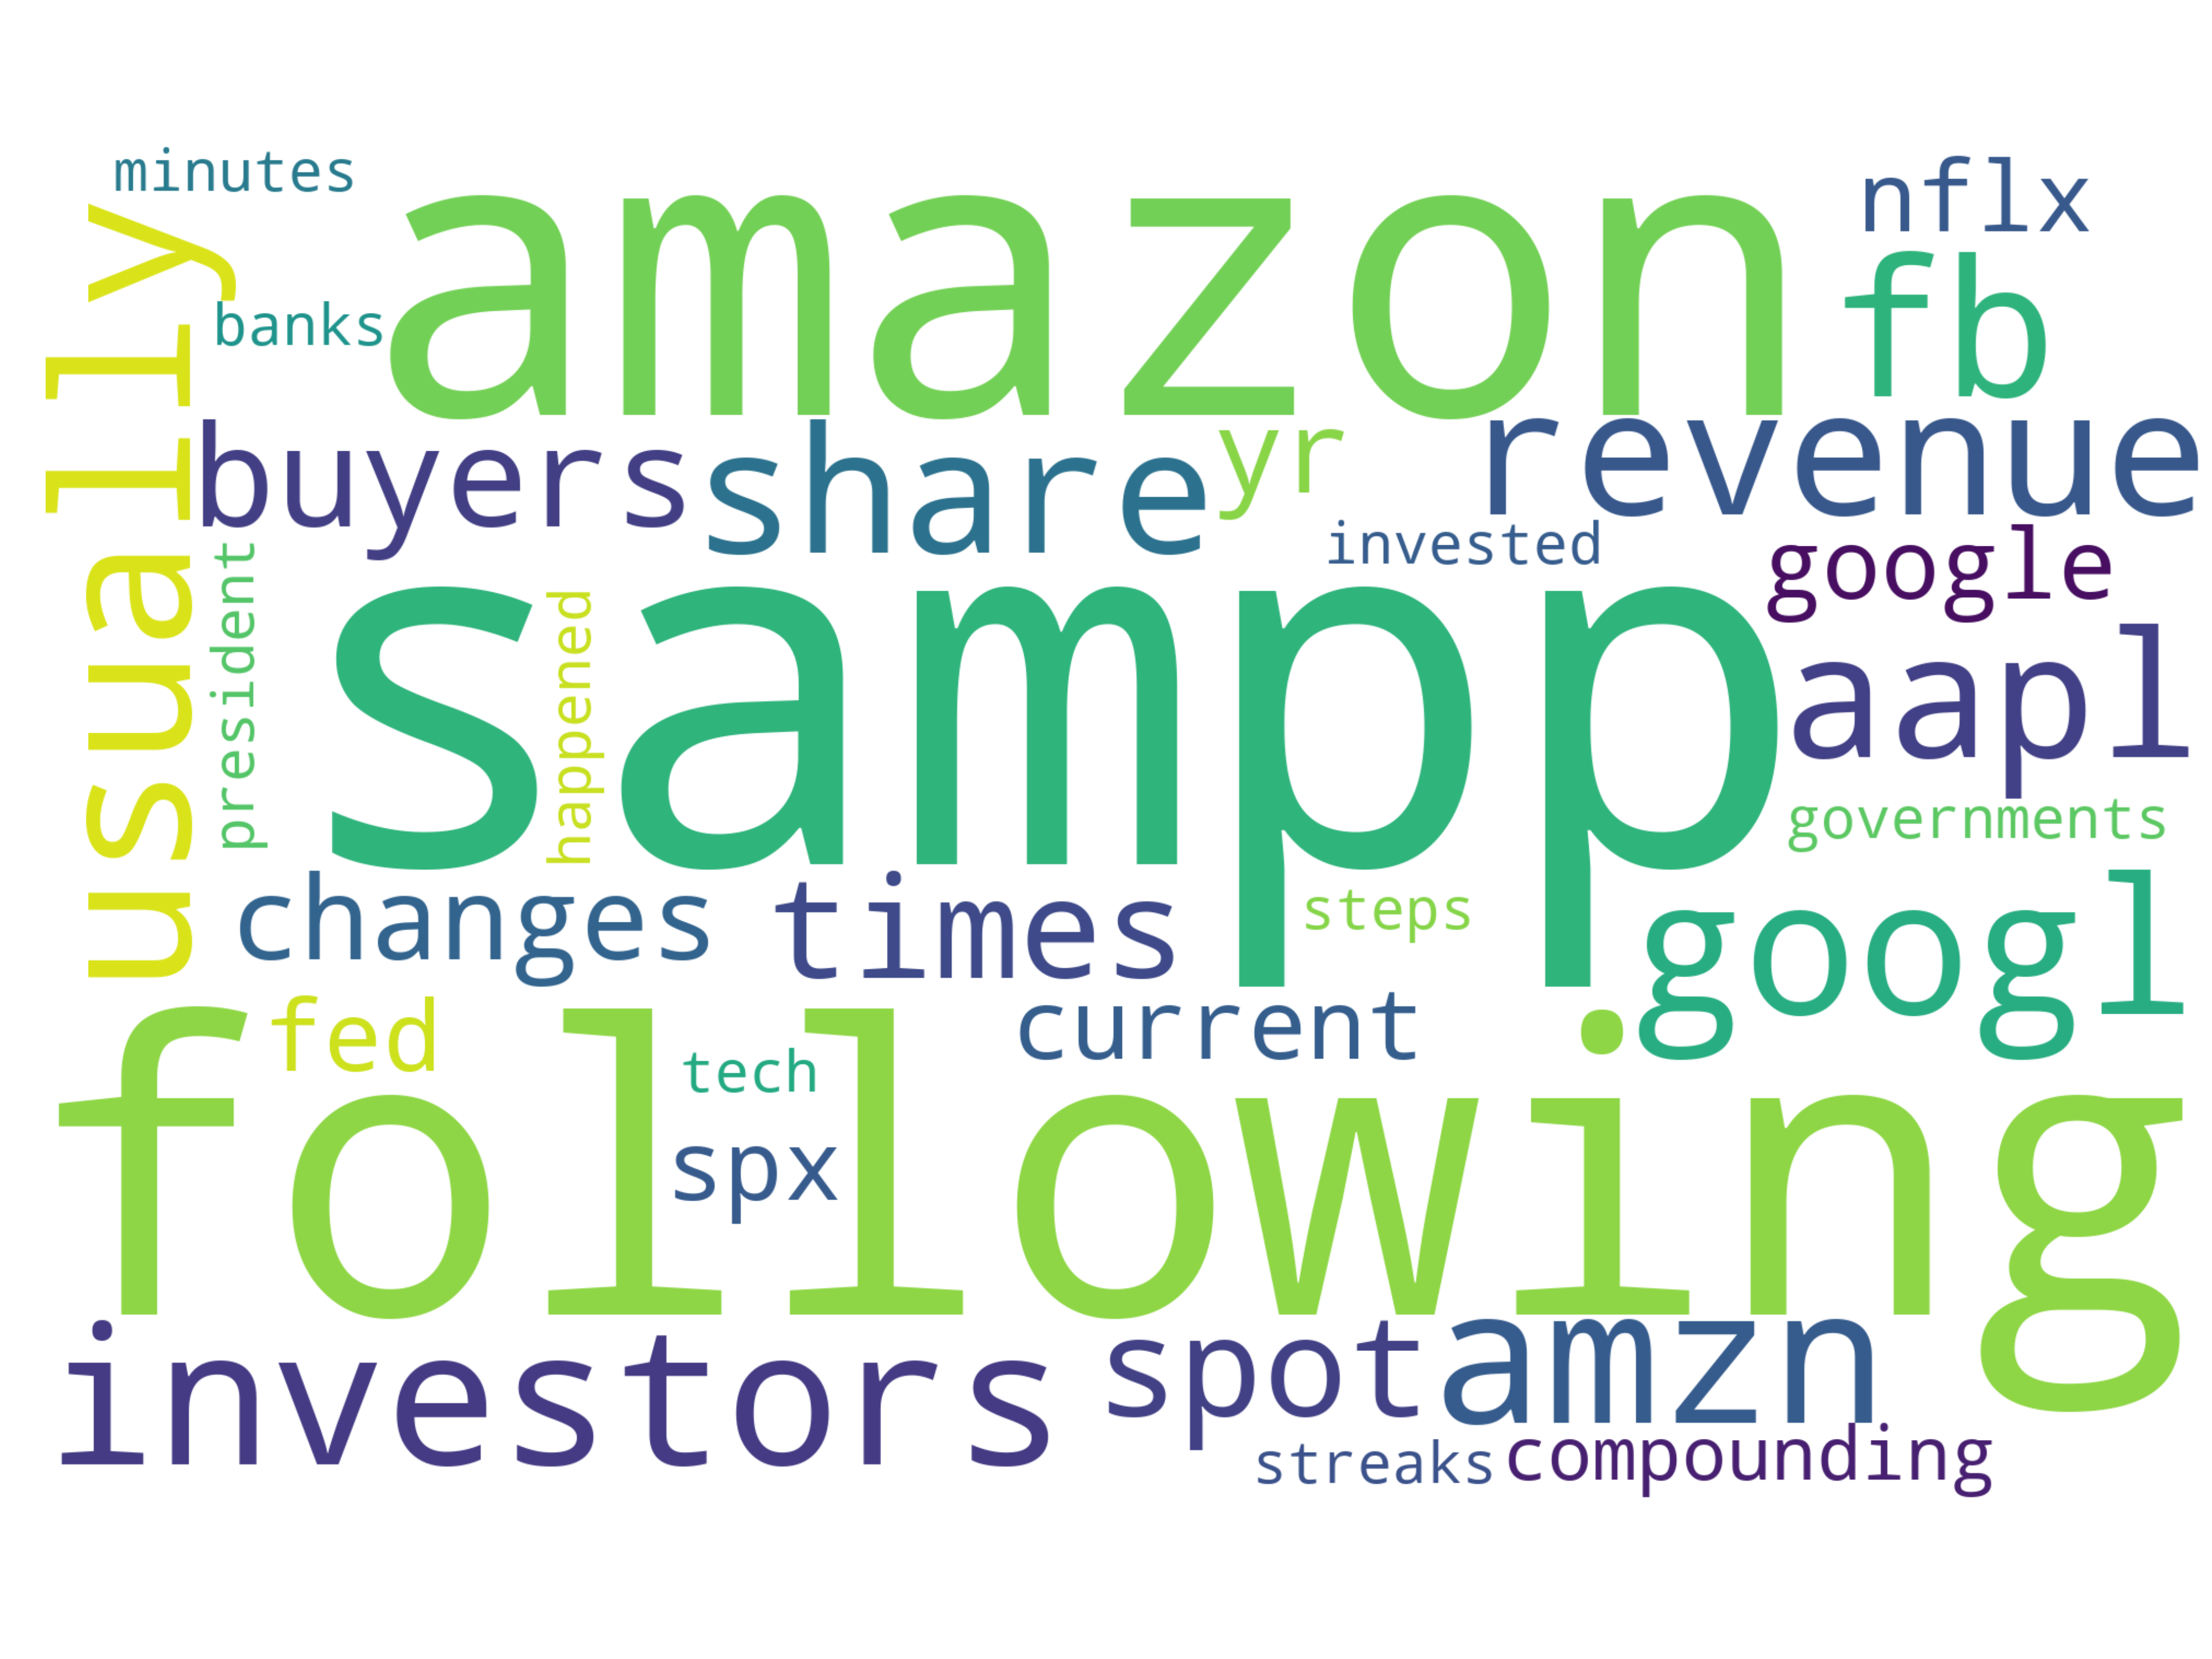 minutes
amazon
nflx
usually
banks
fb
buyers
share
yr
revenue
invested
google
president
happened
sampp
aapl
governments
changes
times
steps
googl
fed
current
tech
following
spx
investors
spot
amzn
streaks
compounding